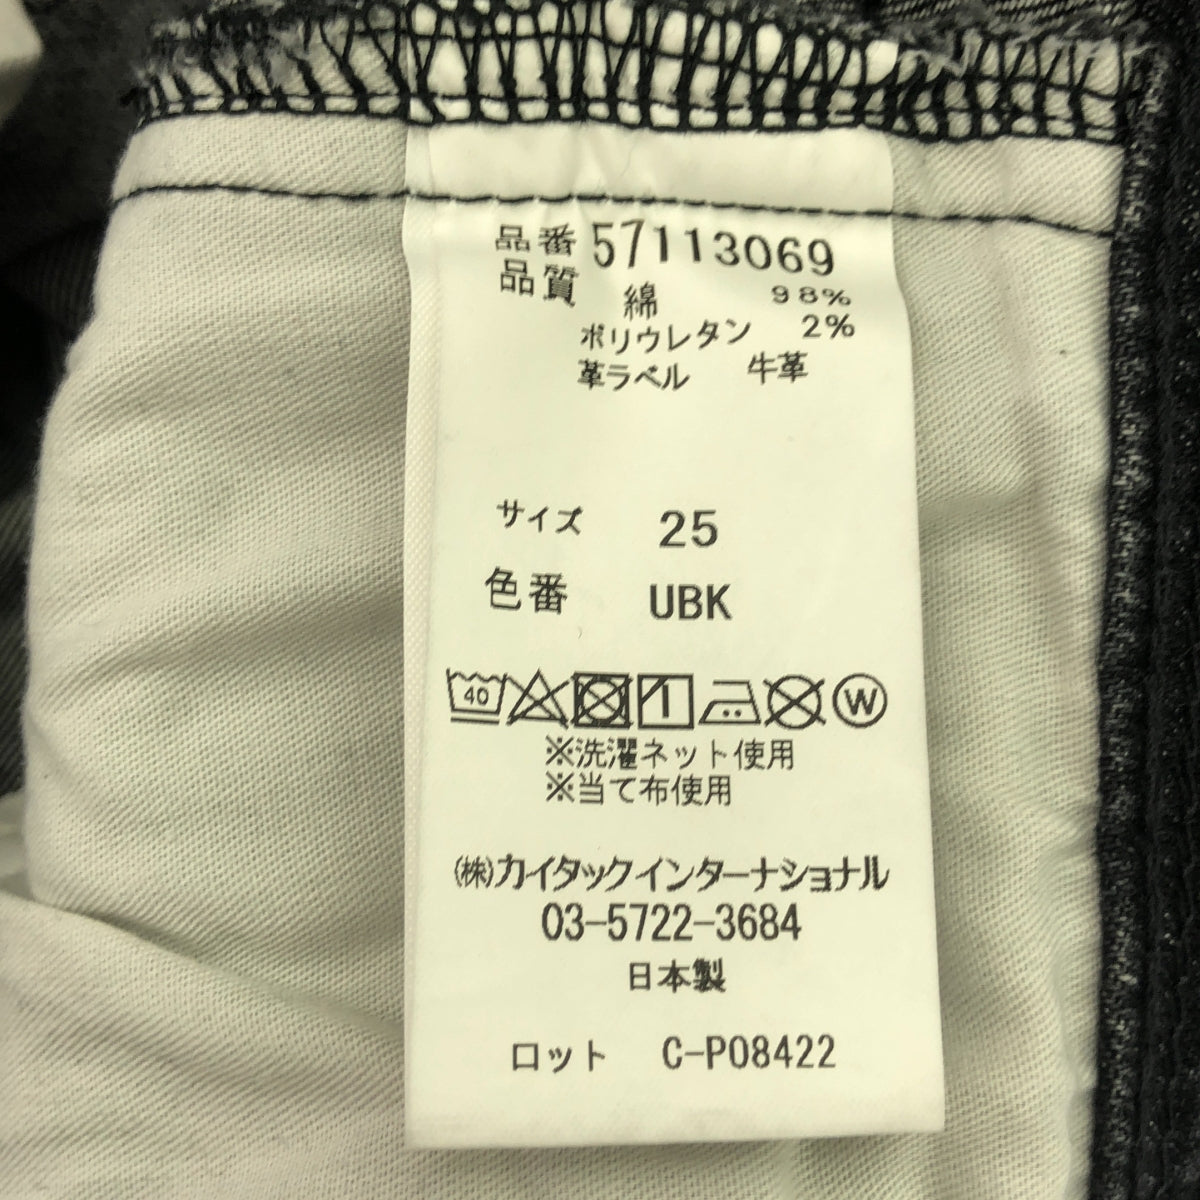 品番 57113069
品質 綿 98%
ポリウレタン 2%
革ラベル 牛革
サイズ 25
色番 UBK
40 W
※洗濯ネット使用
※当て布使用
(株)カイタックインターナショナル
03-5722-3684
日本製
ロット C-P08422